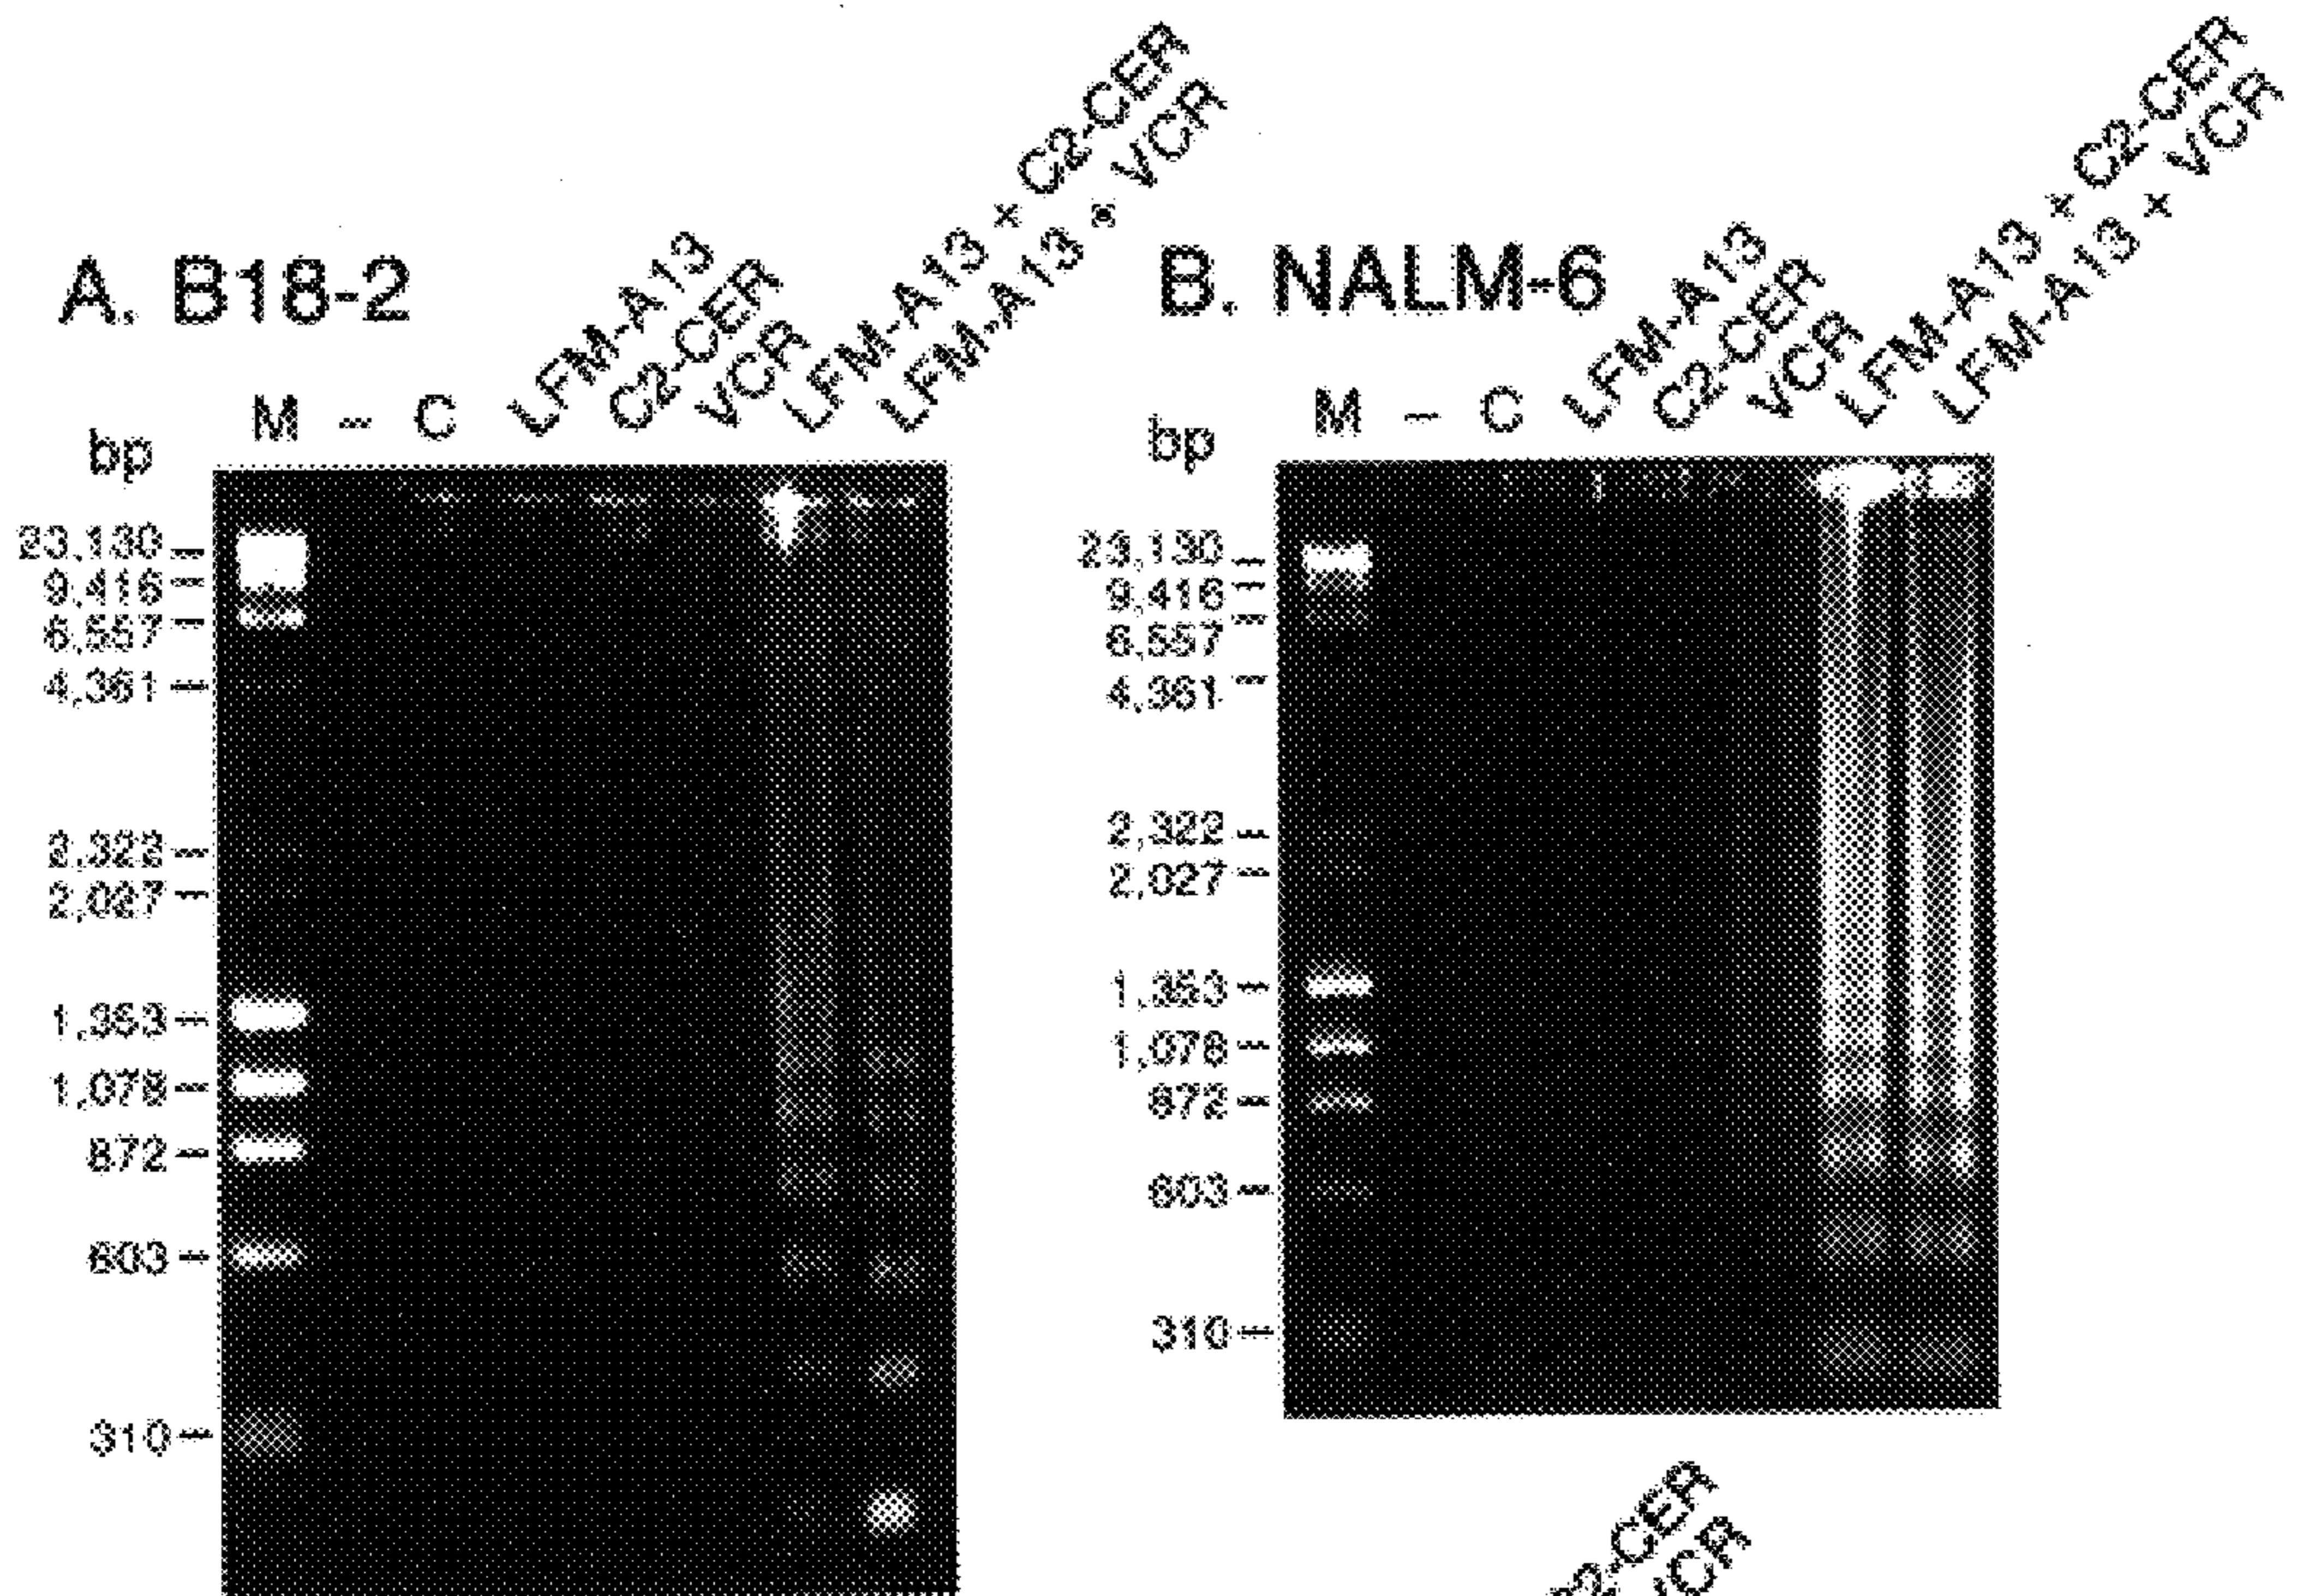 A. B18-2
bp
M - C LFM-A13 C2-CER VCR LFM-A13 + C2-CER LFM-A13 + VCR
23,130
9,416
6,557
4,361
2,322
2,027
1,353
1,078
872
603
310
B. NALM-6
bp
M - C LFM-A13 C2-CER VCR LFM-A13 + C2-CER LFM-A13 + VCR
23,130
9,416
6,557
4,361
2,322
2,027
1,353
1,078
872
603
310
C2-CER
VCR